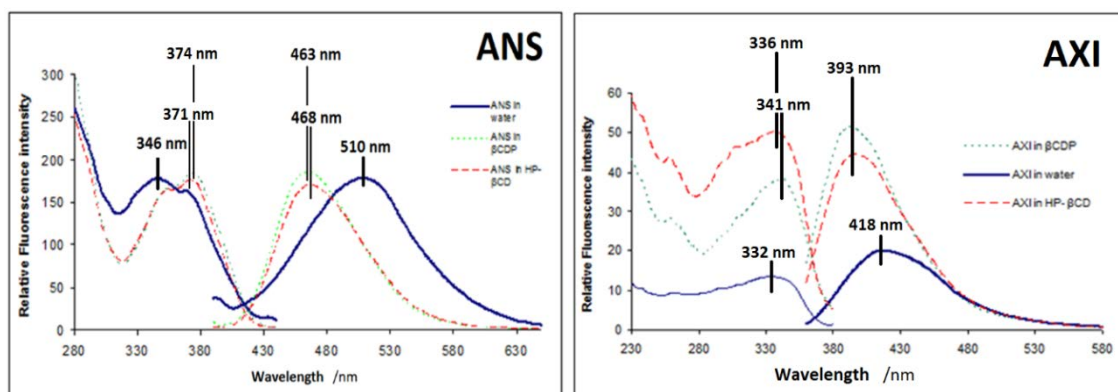 ANS
374 nm
463 nm
371 nm
468 nm
346 nm
510 nm
ANS in
water
ANS in
βCDP
ANS in HP-
βCD
Relative Fluorescence intensity
300
250
200
150
100
50
0
280
330
380
430
480
530
580
630
Wavelength /nm
AXI
336 nm
393 nm
341 nm
332 nm
418 nm
AXI in βCDP
AXI in water
AXI in HP- βCD
Relative Fluorescence intensity
60
50
40
30
20
10
0
230
280
330
380
430
480
530
580
Wavelength /nm